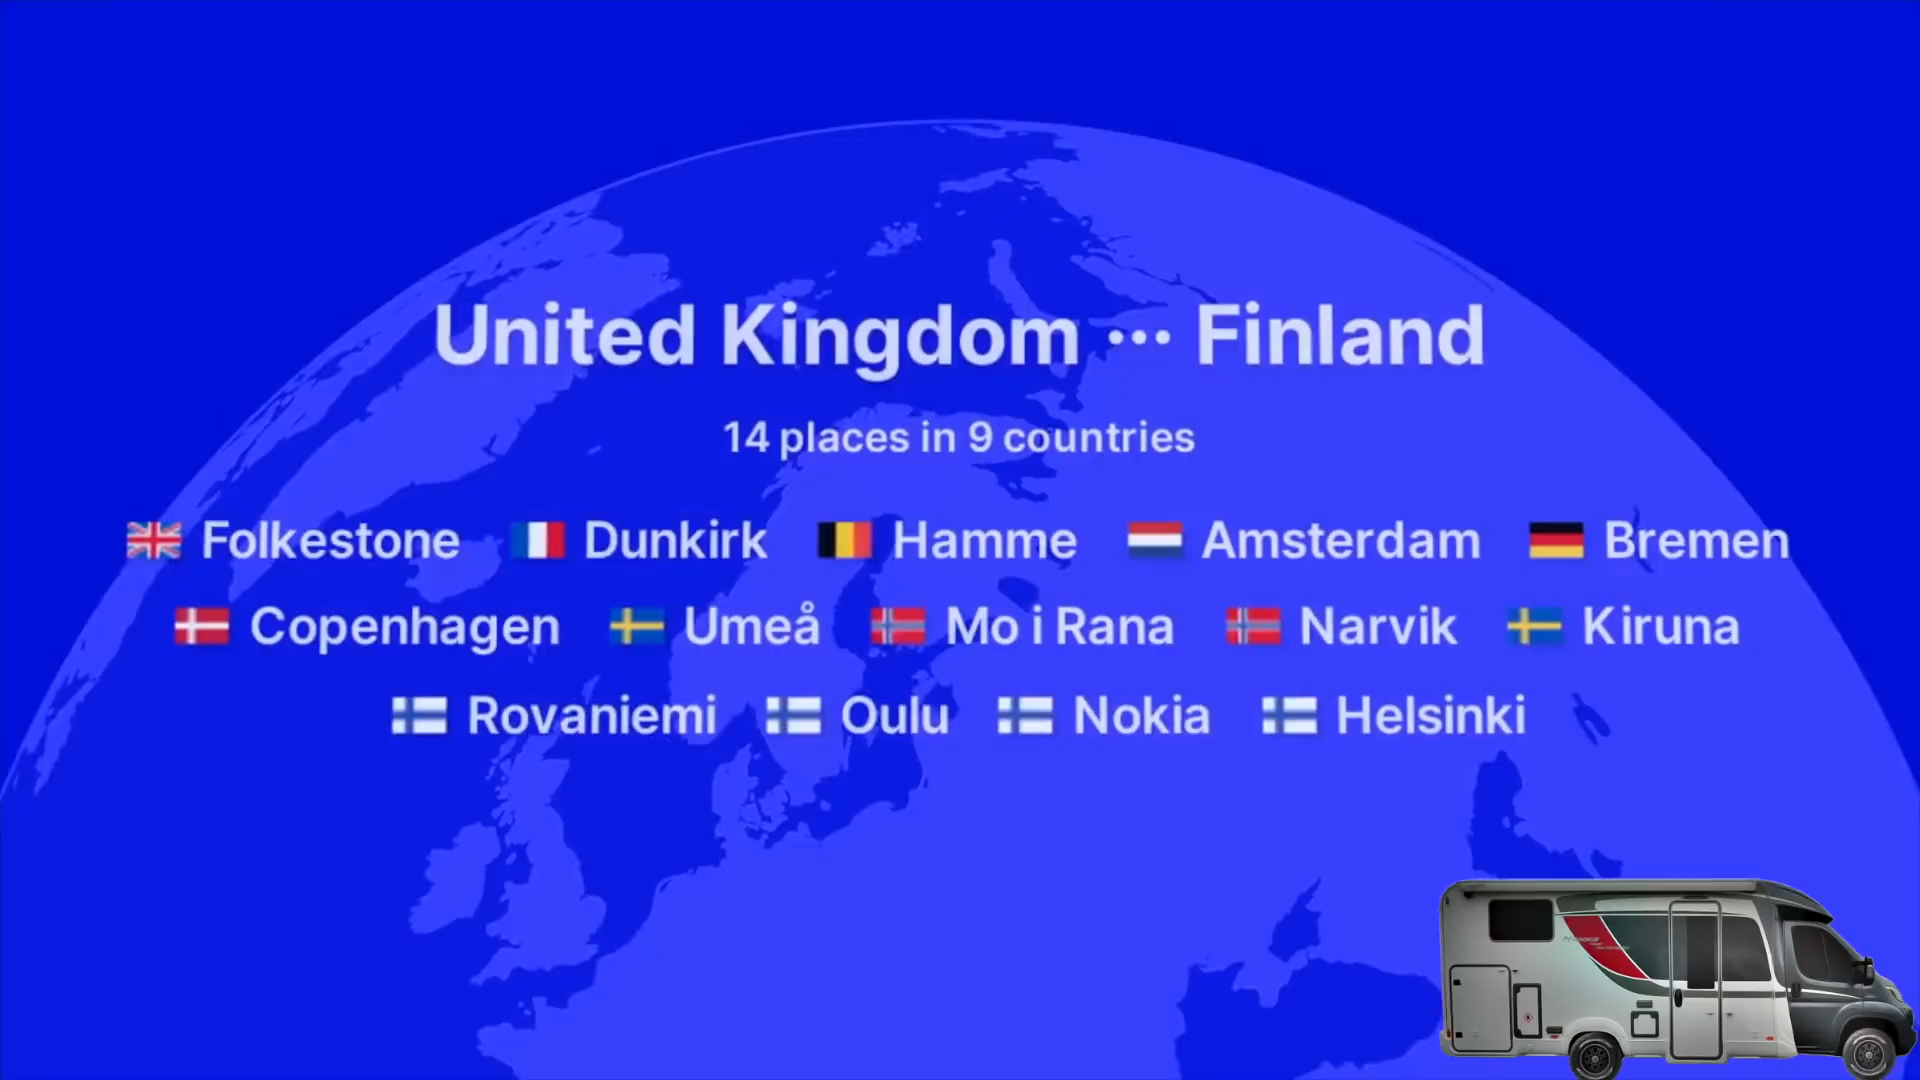 United Kingdom ··· Finland
14 places in 9 countries
Folkestone Dunkirk Hamme Amsterdam Bremen
Copenhagen Umeå Mo i Rana Narvik Kiruna
Rovaniemi Oulu Nokia Helsinki